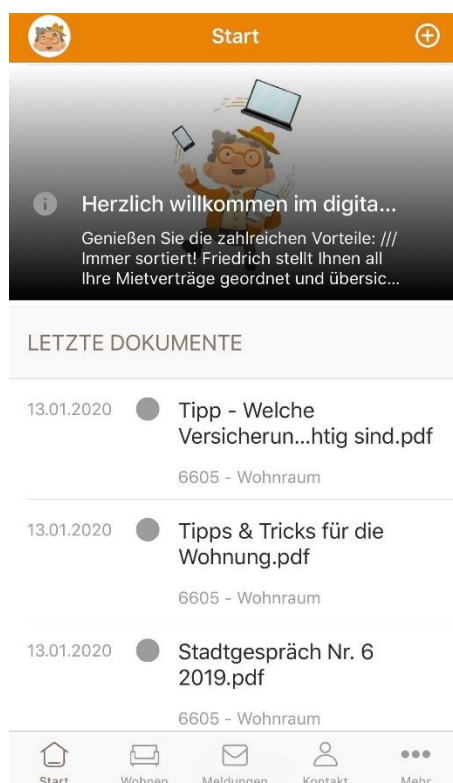 Start
Herzlich willkommen im digita...
Genießen Sie die zahlreichen Vorteile: ///
Immer sortiert! Friedrich stellt Ihnen all
Ihre Mietverträge geordnet und übersic...
LETZTE DOKUMENTE
13.01.2020
Tipp - Welche
Versicherun...htig sind.pdf
6605 - Wohnraum
13.01.2020
Tipps & Tricks für die
Wohnung.pdf
6605 - Wohnraum
13.01.2020
Stadtgespräch Nr. 6
2019.pdf
6605 - Wohnraum
Start Wohnen Meldungen Kontakt Mehr